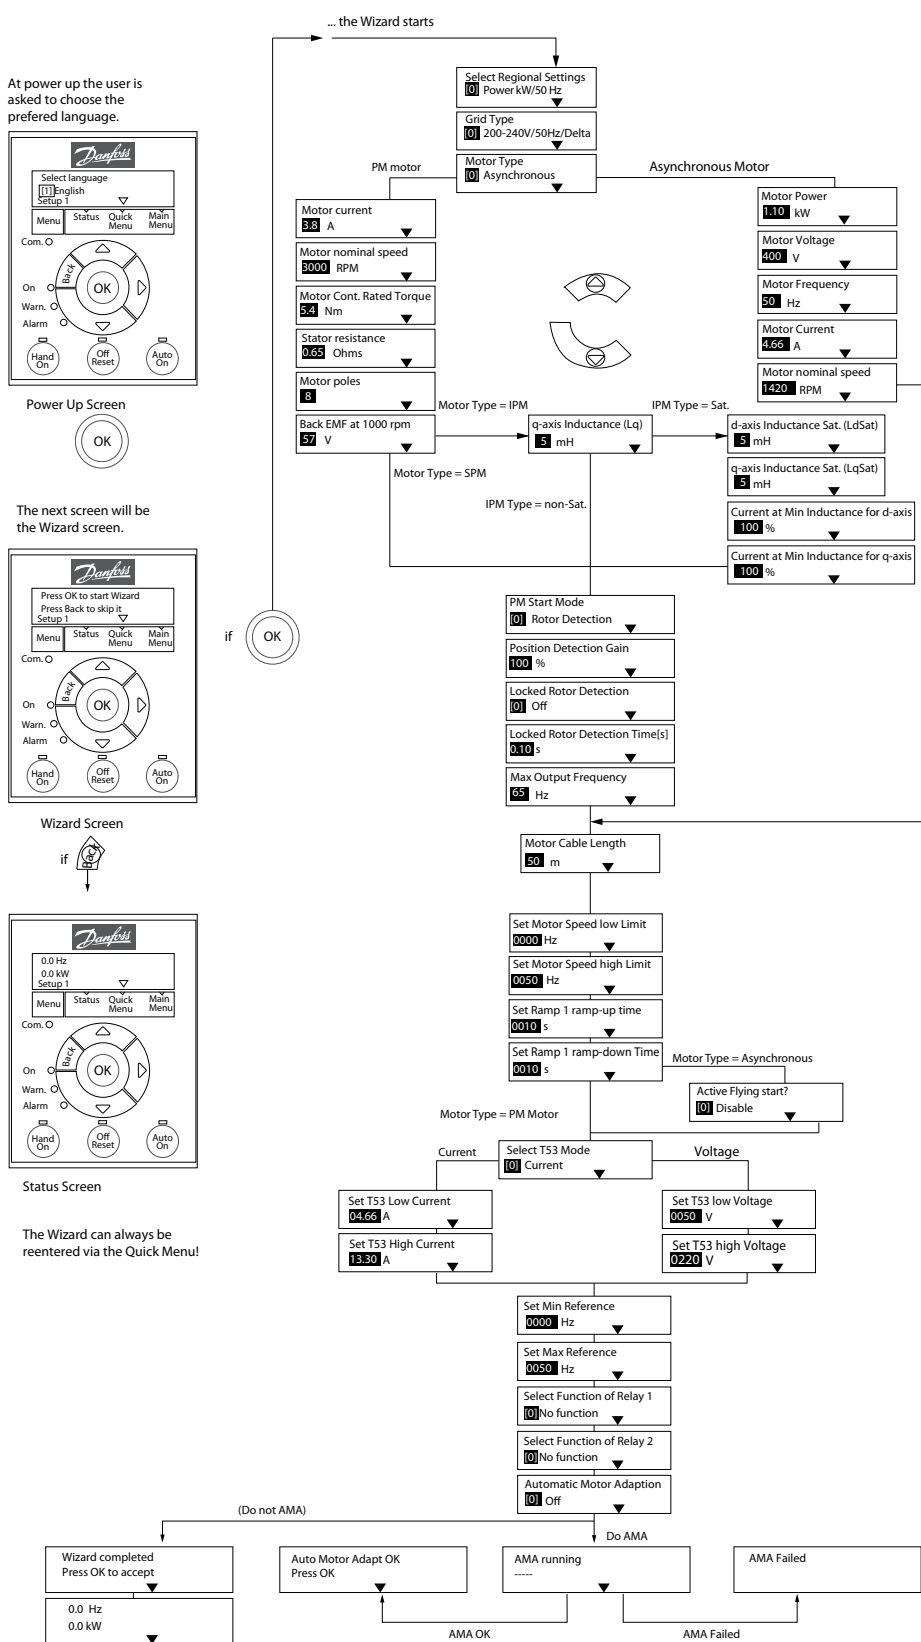 ... the Wizard starts
At power up the user is
asked to choose the
prefered language.
Danfoss
Select language
[1] English
Setup 1
Menu
Status
Quick
Menu
Main
Menu
Com.
Back
OK
On
Warn.
Alarm
Hand
On
Off
Reset
Auto
On
Power Up Screen
OK
The next screen will be
the Wizard screen.
Danfoss
Press OK to start Wizard
Press Back to skip it
Setup 1
Menu
Status
Quick
Menu
Main
Menu
Com.
Back
OK
On
Warn.
Alarm
Hand
On
Off
Reset
Auto
On
Wizard Screen
if
Back
if
OK
Danfoss
0.0 Hz
0.0 kW
Setup 1
Menu
Status
Quick
Menu
Main
Menu
Com.
Back
OK
On
Warn.
Alarm
Hand
On
Off
Reset
Auto
On
Status Screen
The Wizard can always be
reentered via the Quick Menu!
Select Regional Settings
[0] Power kW/50 Hz
Grid Type
[0] 200-240V/50Hz/Delta
Motor Type
[0] Asynchronous
PM motor
Asynchronous Motor
Motor current
3.8 A
Motor nominal speed
3000 RPM
Motor Cont. Rated Torque
5.4 Nm
Stator resistance
0.65 Ohms
Motor poles
8
Back EMF at 1000 rpm
57 V
Motor Power
1.10 kW
Motor Voltage
400 V
Motor Frequency
50 Hz
Motor Current
4.66 A
Motor nominal speed
1420 RPM
Motor Type = IPM
Motor Type = SPM
q-axis Inductance (Lq)
5 mH
IPM Type = Sat.
IPM Type = non-Sat.
d-axis Inductance Sat. (LdSat)
5 mH
q-axis Inductance Sat. (LqSat)
5 mH
Current at Min Inductance for d-axis
100 %
Current at Min Inductance for q-axis
100 %
PM Start Mode
[0] Rotor Detection
Position Detection Gain
100 %
Locked Rotor Detection
[0] Off
Locked Rotor Detection Time[s]
0.10 s
Max Output Frequency
65 Hz
Motor Cable Length
50 m
Set Motor Speed low Limit
0000 Hz
Set Motor Speed high Limit
0050 Hz
Set Ramp 1 ramp-up time
0010 s
Set Ramp 1 ramp-down Time
0010 s
Motor Type = Asynchronous
Active Flying start?
[0] Disable
Motor Type = PM Motor
Select T53 Mode
[0] Current
Current
Voltage
Set T53 Low Current
04.66 A
Set T53 High Current
13.30 A
Set T53 low Voltage
0050 V
Set T53 high Voltage
0220 V
Set Min Reference
0000 Hz
Set Max Reference
0050 Hz
Select Function of Relay 1
[0] No function
Select Function of Relay 2
[0] No function
Automatic Motor Adaption
[0] Off
(Do not AMA)
Do AMA
Wizard completed
Press OK to accept
0.0 Hz
0.0 kW
Auto Motor Adapt OK
Press OK
AMA running
-----
AMA Failed
AMA OK
AMA Failed